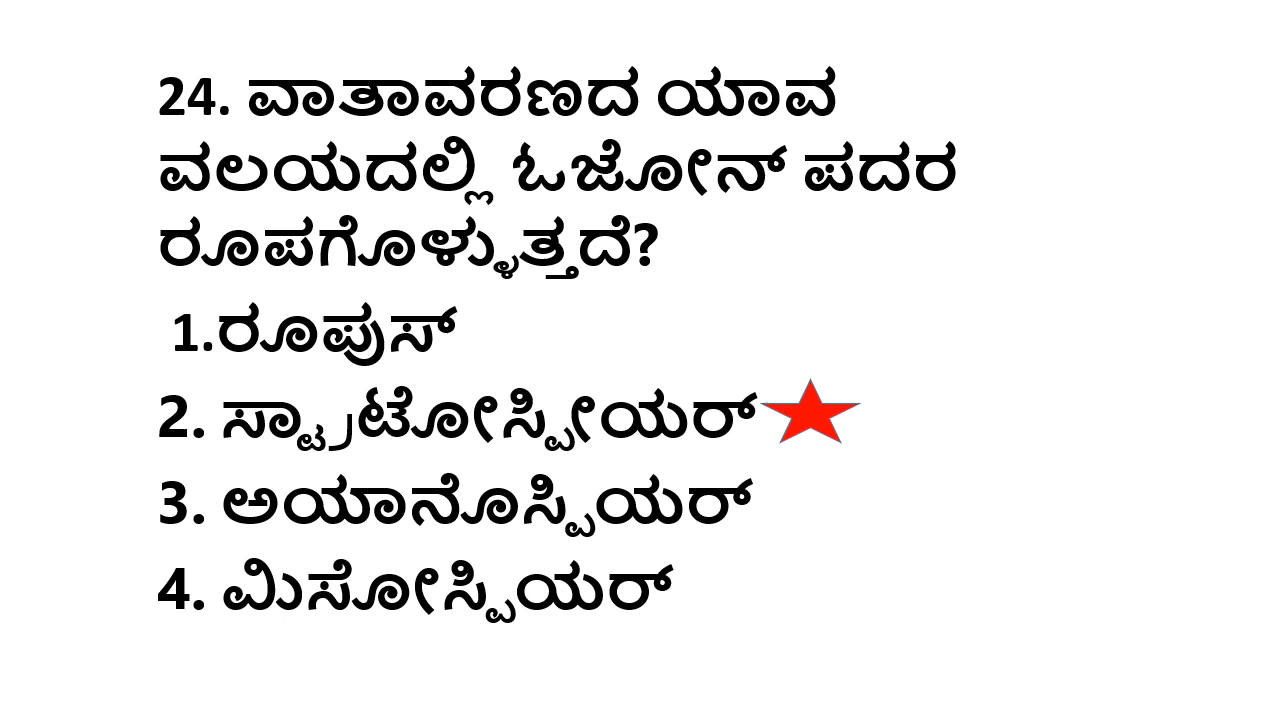 24. ವಾತಾವರಣದ ಯಾವ
ವಲಯದಲ್ಲಿ ಓಜೋನ್ ಪದರ
ರೂಪಗೊಳ್ಳುತ್ತದೆ?
1.ರೂಪುಸ್
2. ಸ್ಟ್ರಾಟೋಸ್ಪೀಯರ್
3. ಅಯಾನೊಸ್ಪಿಯರ್
4. ಮಿಸೋಸ್ಪಿಯರ್